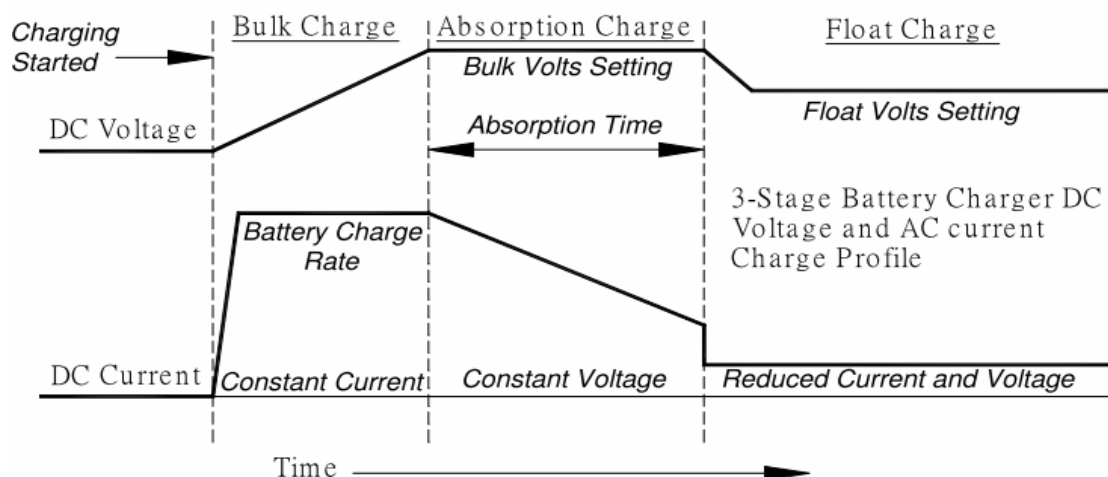 Charging
Started
Bulk Charge
Absorption Charge
Float Charge
Bulk Volts Setting
Float Volts Setting
DC Voltage
Absorption Time
Battery Charge
Rate
3-Stage Battery Charger DC
Voltage and AC current
Charge Profile
DC Current
Constant Current
Constant Voltage
Reduced Current and Voltage
Time